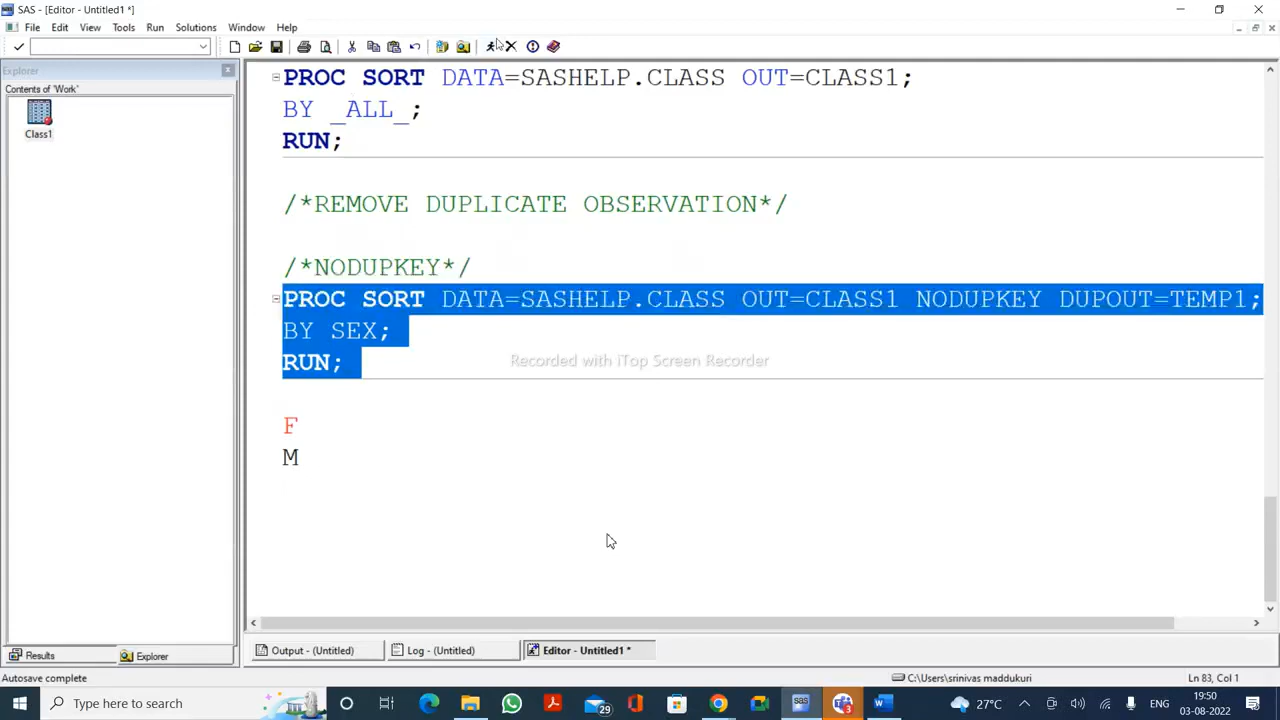 SAS - [Editor - Untitled1 *]
File Edit View Tools Run Solutions Window Help
Explorer
Contents of 'Work'
Class1
PROC SORT DATA=SASHELP.CLASS OUT=CLASS1;
BY _ALL_;
RUN;
/*REMOVE DUPLICATE OBSERVATION*/
/*NODUPKEY*/
PROC SORT DATA=SASHELP.CLASS OUT=CLASS1 NODUPKEY DUPOUT=TEMP1;
BY SEX;
RUN;
Recorded with iTop Screen Recorder
F
M
Results Explorer
Output - (Untitled) Log - (Untitled) Editor - Untitled1 *
Autosave complete C:\Users\srinivas maddukuri Ln 83, Col 1
Type here to search 29 3 27°C ENG 19:50
03-08-2022